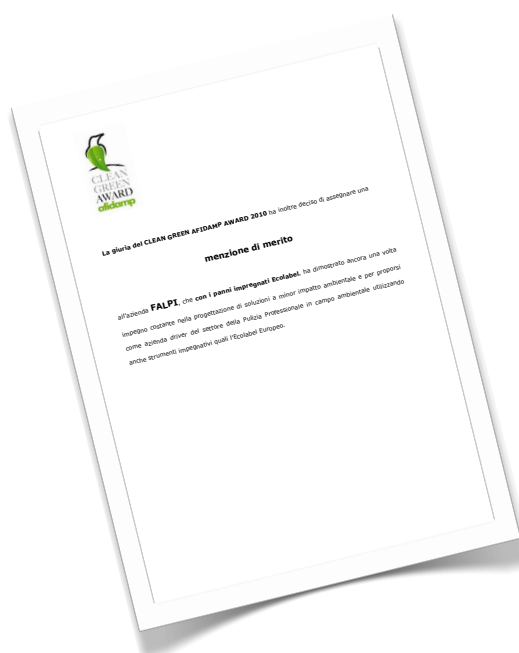 CLEAN
GREEN
AWARD
afidamp
La giuria del CLEAN GREEN AFIDAMP AWARD 2010 ha inoltre deciso di assegnare una
menzione di merito
all'azienda FALPI, che con i panni impregnati Ecolabel, ha dimostrato ancora una volta
impegno costante nella progettazione di soluzioni a minor impatto ambientale e per proporsi
come azienda driver del settore della Pulizia Professionale in campo ambientale utilizzando
anche strumenti impegnativi quali l'Ecolabel Europeo.